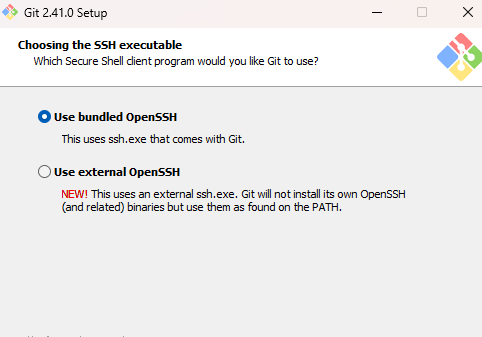 Git 2.41.0 Setup
Choosing the SSH executable
Which Secure Shell client program would you like Git to use?
Use bundled OpenSSH
This uses ssh.exe that comes with Git.
Use external OpenSSH
NEW! This uses an external ssh.exe. Git will not install its own OpenSSH
(and related) binaries but use them as found on the PATH.